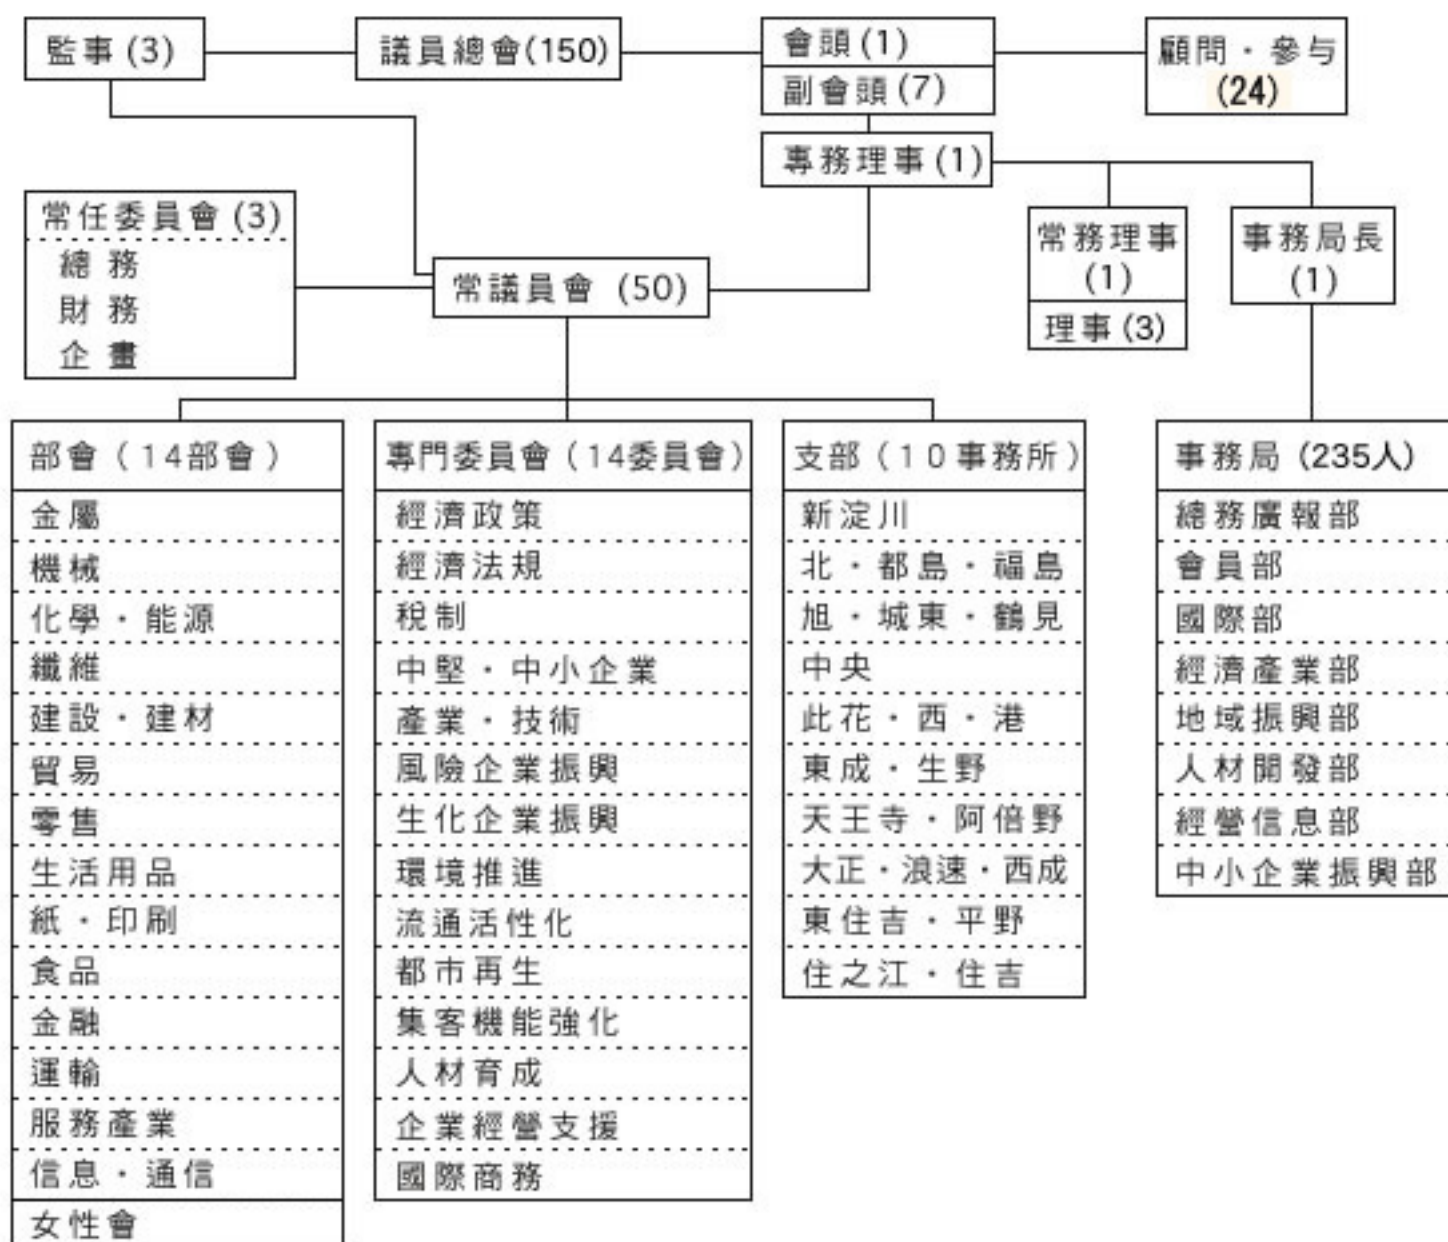 監事 (3)
議員總會(150)
會頭 (1)
副會頭 (7)
顧問・參与
(24)
專務理事 (1)
常任委員會 (3)
總務
財務
企畫
常議員會 (50)
常務理事
(1)
理事 (3)
事務局長
(1)
部會（14部會）
金屬
機械
化學・能源
纖維
建設・建材
貿易
零售
生活用品
紙・印刷
食品
金融
運輸
服務產業
信息・通信
女性會
專門委員會（14委員會）
經濟政策
經濟法規
稅制
中堅・中小企業
產業・技術
風險企業振興
生化企業振興
環境推進
流通活性化
都市再生
集客機能強化
人材育成
企業經營支援
國際商務
支部（10事務所）
新淀川
北・都島・福島
旭・城東・鶴見
中央
此花・西・港
東成・生野
天王寺・阿倍野
大正・浪速・西成
東住吉・平野
住之江・住吉
事務局 (235人)
總務廣報部
會員部
國際部
經濟產業部
地域振興部
人材開發部
經營信息部
中小企業振興部